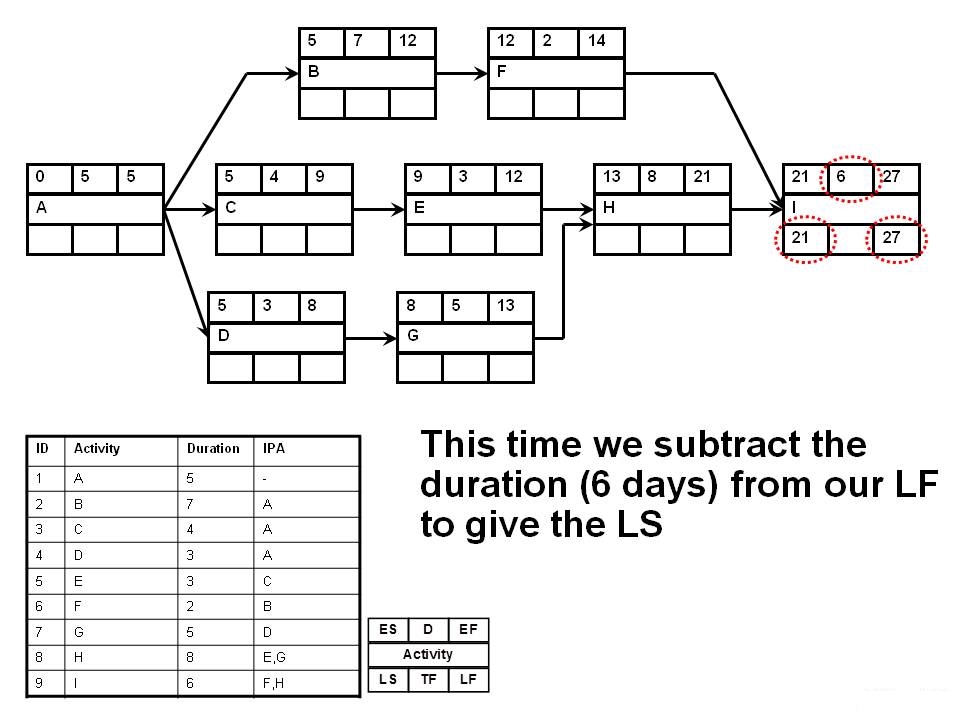 5 7 12
B
12 2 14
F
0 5 5
A
5 4 9
C
9 3 12
E
13 8 21
H
21 6 27
I
21 27
5 3 8
D
8 5 13
G
This time we subtract the
duration (6 days) from our LF
to give the LS
ID Activity Duration IPA
1 A 5 -
2 B 7 A
3 C 4 A
4 D 3 A
5 E 3 C
6 F 2 B
7 G 5 D
8 H 8 E,G
9 I 6 F,H
ES D EF
Activity
LS TF LF